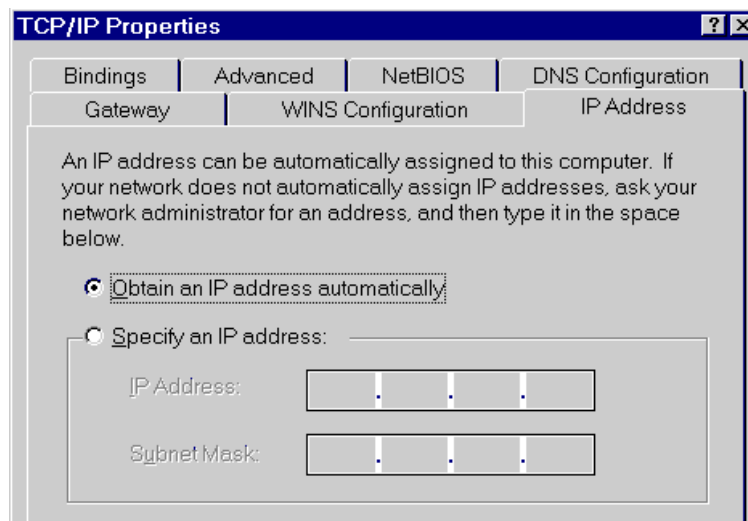 TCP/IP Properties
Bindings Advanced NetBIOS DNS Configuration
Gateway WINS Configuration IP Address
An IP address can be automatically assigned to this computer. If
your network does not automatically assign IP addresses, ask your
network administrator for an address, and then type it in the space
below.
Obtain an IP address automatically
Specify an IP address:
IP Address:
. . .
Subnet Mask:
. . .